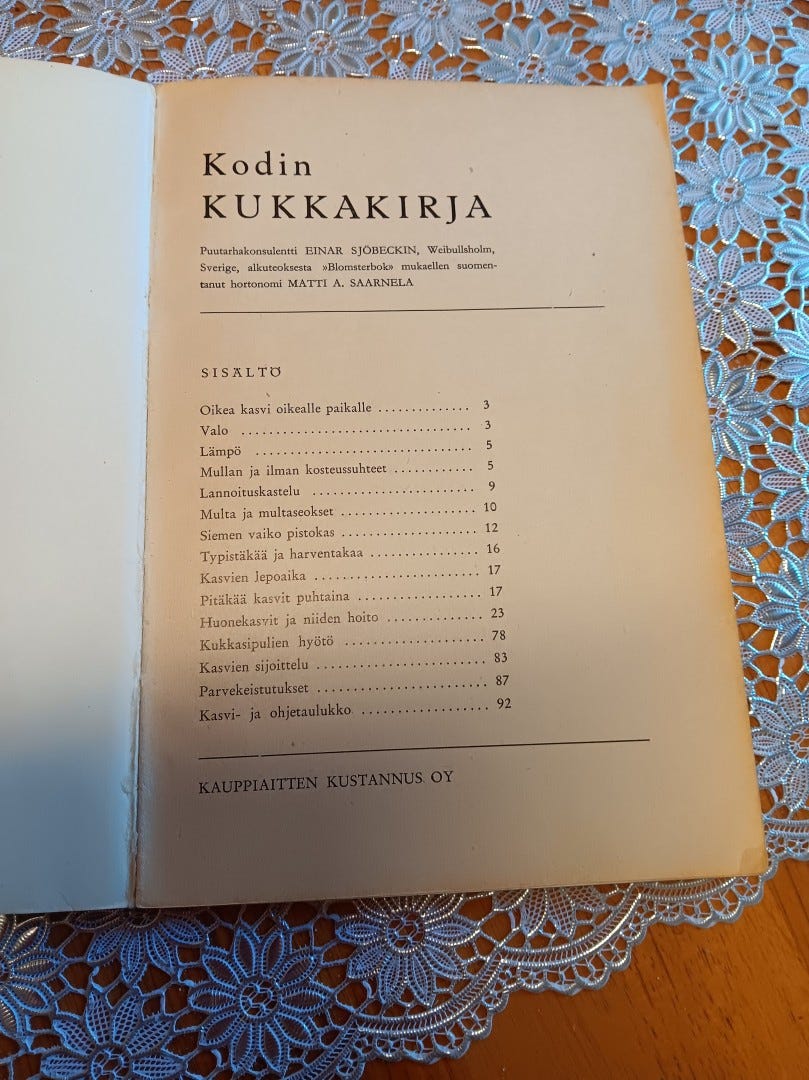 Kodin
KUKKAKIRJA
Puutarhakonsulentti EINAR SJÖBECKIN, Weibullsholm,
Sverige, alkuteoksesta »Blomsterbok» mukaellen suomen-
tanut hortonomi MATTI A. SAARNELA
SISÄLTÖ
Oikea kasvi oikealle paikalle .............. 3
Valo .................................. 3
Lämpö ................................ 5
Mullan ja ilman kosteussuhteet ............ 5
Lannoituskastelu ........................ 9
Multa ja multaseokset .................... 10
Siemen vaiko pistokas .................... 12
Typistäkää ja harventakaa ................ 16
Kasvien lepoaika ........................ 17
Pitäkää kasvit puhtaina .................. 17
Huonekasvit ja niiden hoito .............. 23
Kukkasipulien hyötö .................... 78
Kasvien sijoittelu ........................ 83
Parvekeistutukset ........................ 87
Kasvi- ja ohjetaulukko .................. 92
KAUPPIAITTEN KUSTANNUS OY